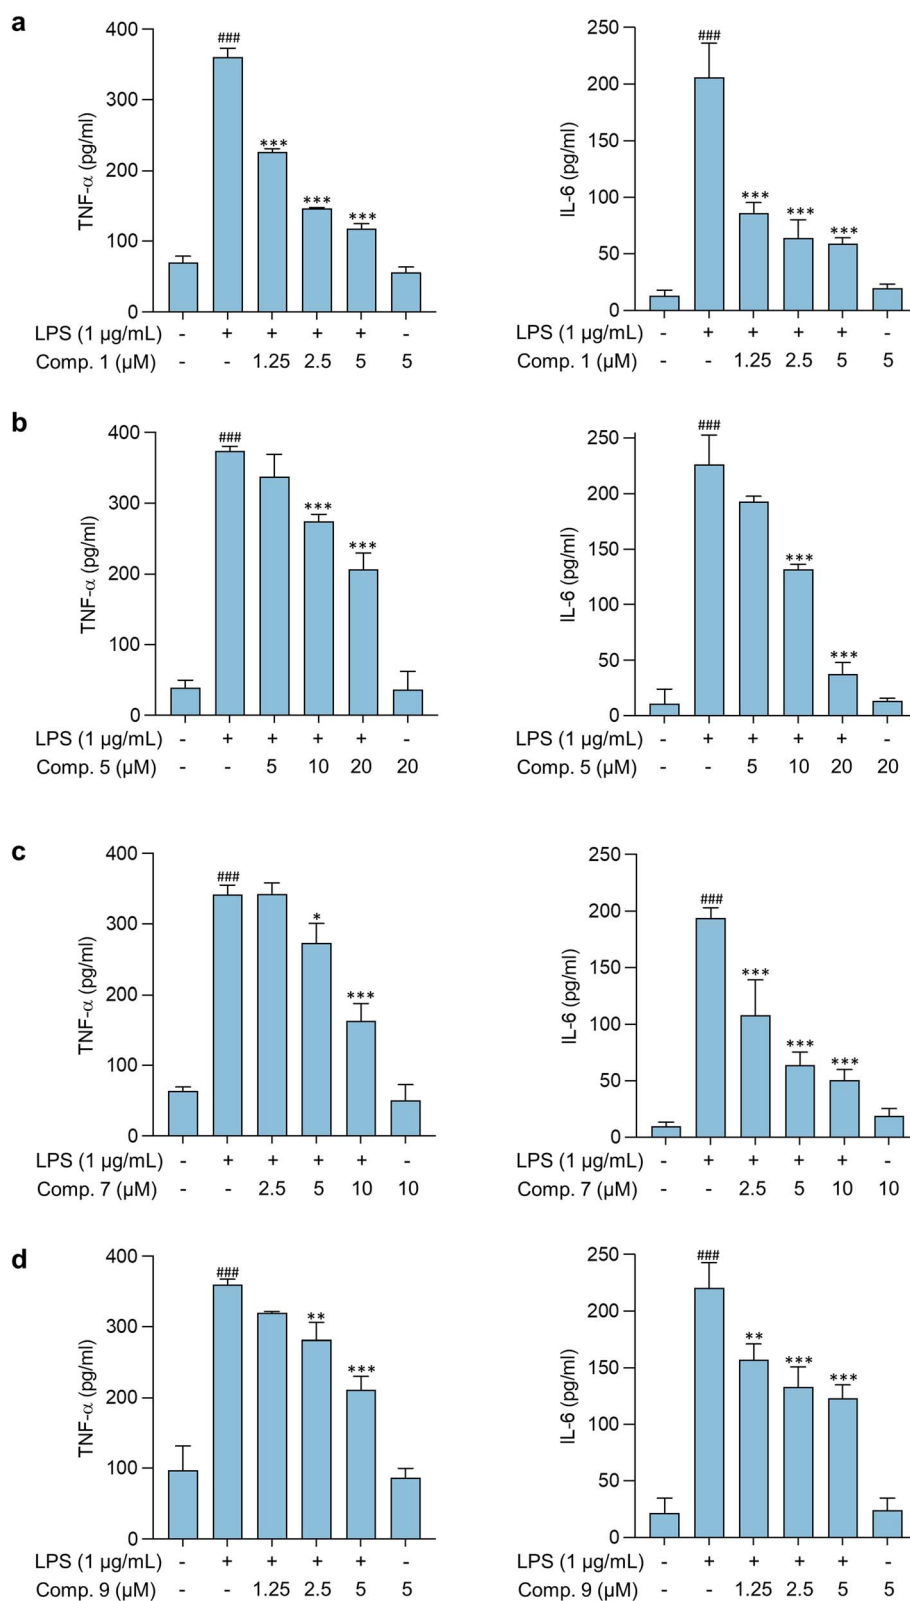 a
TNF-α (pg/ml)
400
300
200
100
0
###
***
***
***
LPS (1 µg/mL) - + + + + -
Comp. 1 (µM) - - 1.25 2.5 5 5
IL-6 (pg/ml)
250
200
150
100
50
0
###
***
***
***
LPS (1 µg/mL) - + + + + -
Comp. 1 (µM) - - 1.25 2.5 5 5
b
TNF-α (pg/ml)
400
300
200
100
0
###
***
***
LPS (1 µg/mL) - + + + + -
Comp. 5 (µM) - - 5 10 20 20
IL-6 (pg/ml)
250
200
150
100
50
0
###
***
***
LPS (1 µg/mL) - + + + + -
Comp. 5 (µM) - - 5 10 20 20
c
TNF-α (pg/ml)
400
300
200
100
0
###
*
***
LPS (1 µg/mL) - + + + + -
Comp. 7 (µM) - - 2.5 5 10 10
IL-6 (pg/ml)
250
200
150
100
50
0
###
***
***
***
LPS (1 µg/mL) - + + + + -
Comp. 7 (µM) - - 2.5 5 10 10
d
TNF-α (pg/ml)
400
300
200
100
0
###
**
***
LPS (1 µg/mL) - + + + + -
Comp. 9 (µM) - - 1.25 2.5 5 5
IL-6 (pg/ml)
250
200
150
100
50
0
###
**
***
***
LPS (1 µg/mL) - + + + + -
Comp. 9 (µM) - - 1.25 2.5 5 5